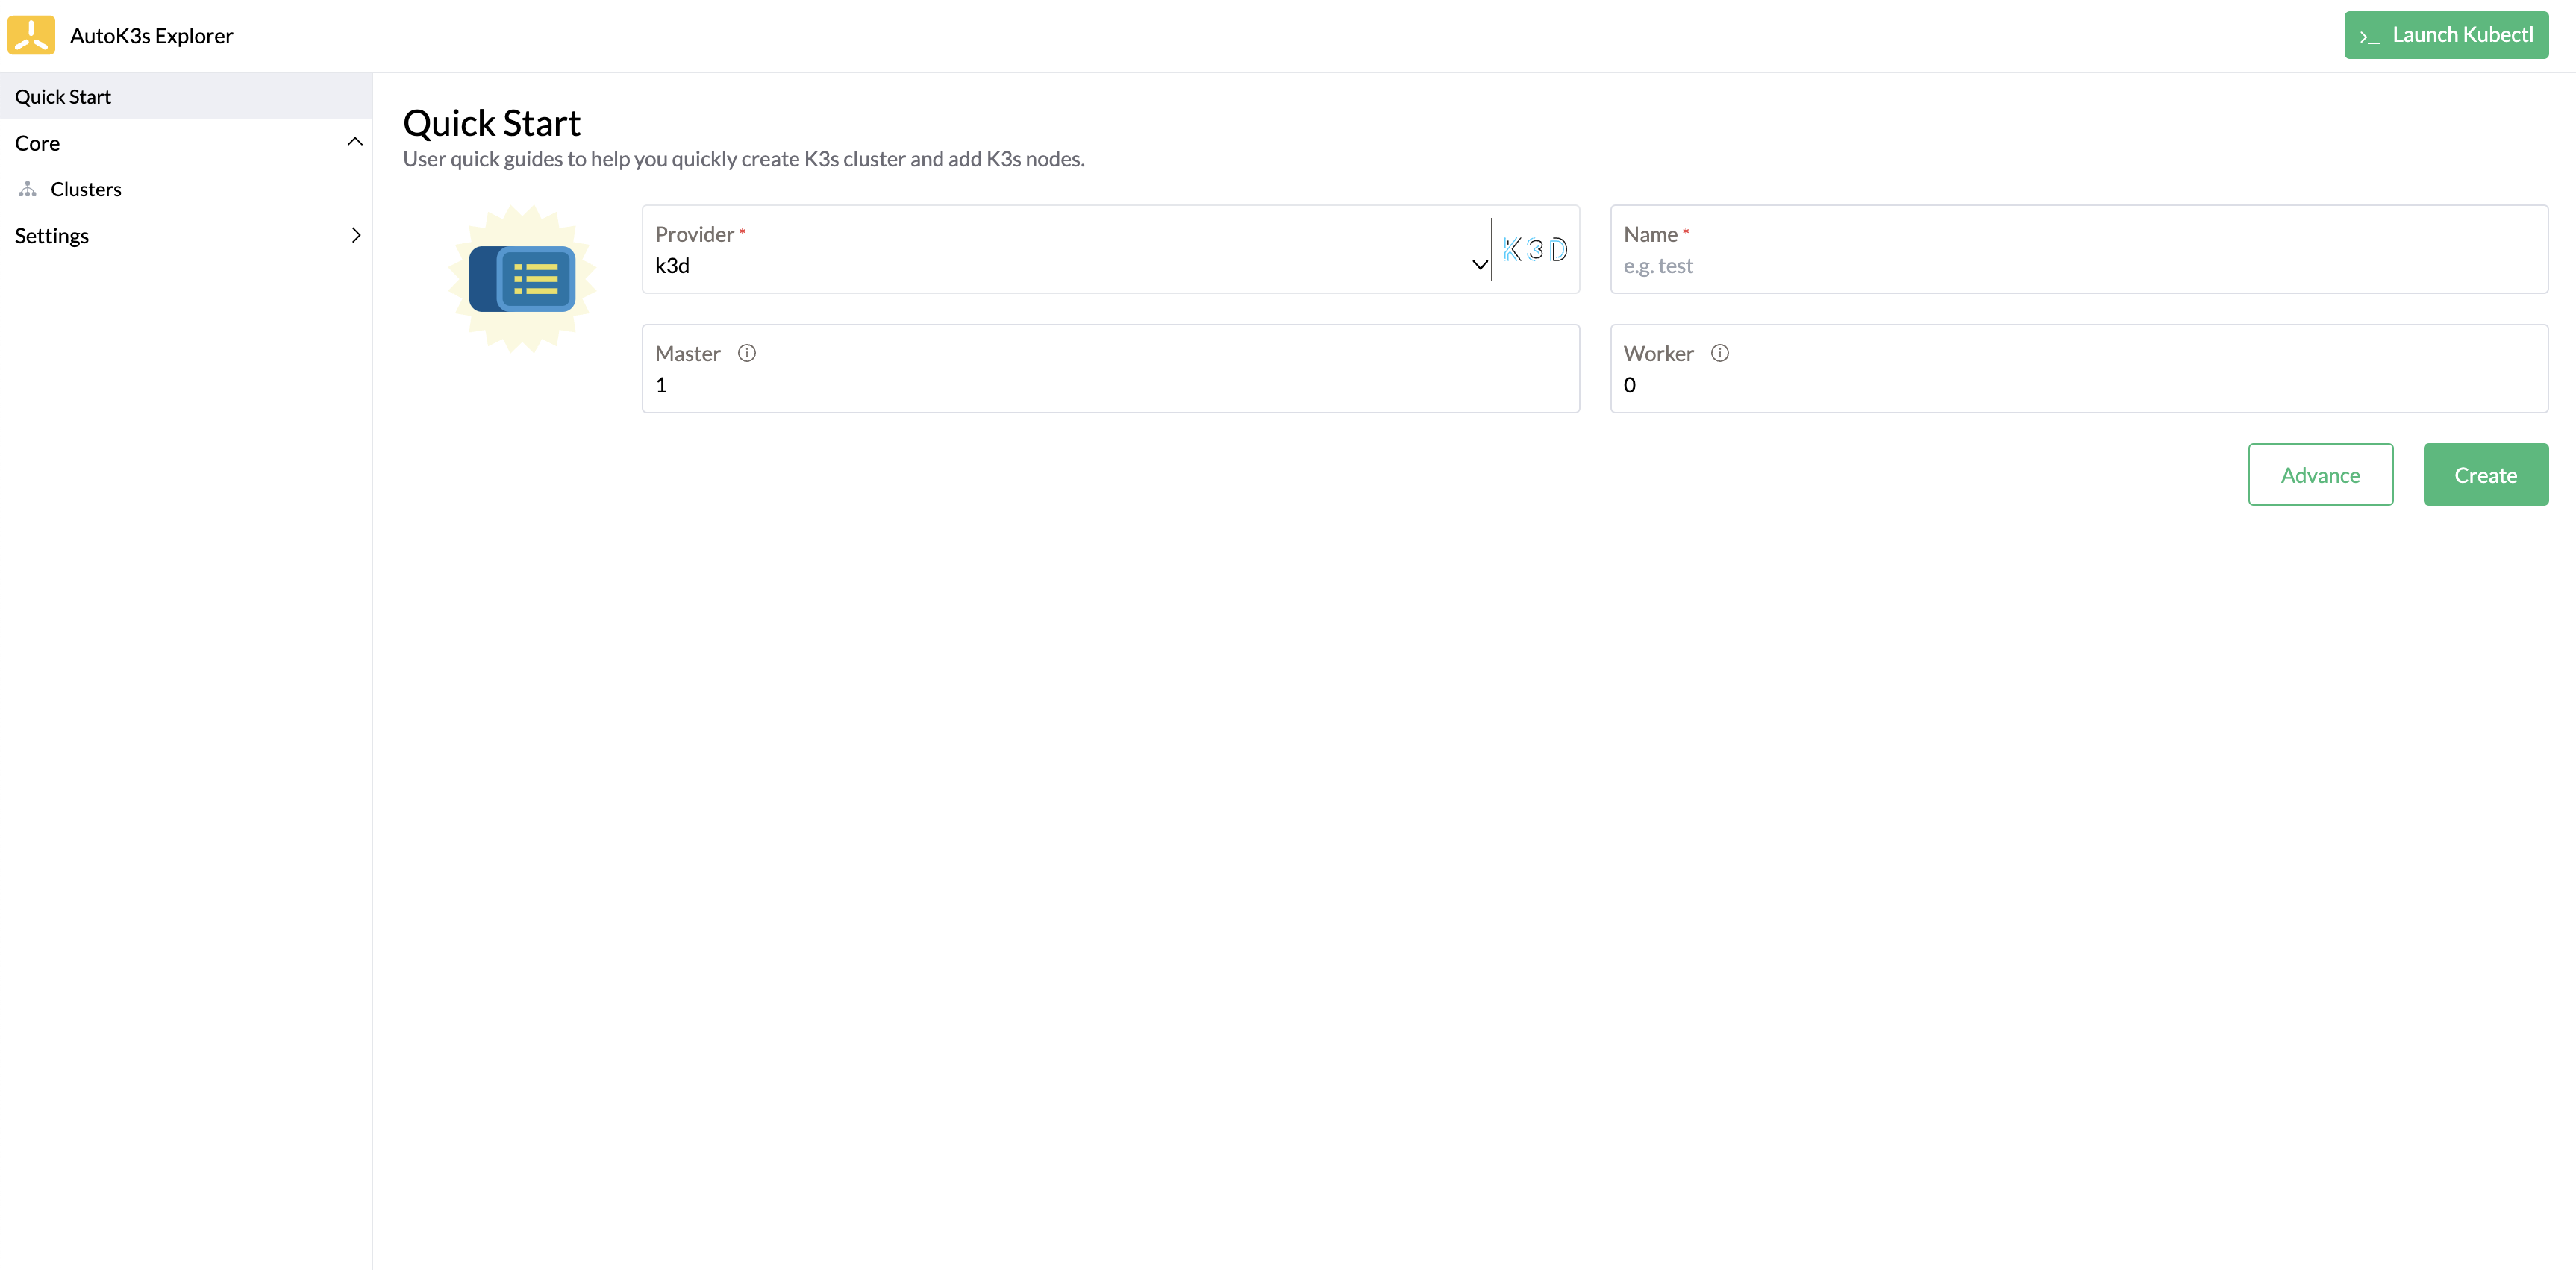 AutoK3s Explorer
>_ Launch Kubectl
Quick Start
Core
Clusters
Settings
Quick Start
User quick guides to help you quickly create K3s cluster and add K3s nodes.
Provider *
k3d
K3D
Name *
e.g. test
Master
1
Worker
0
Advance
Create